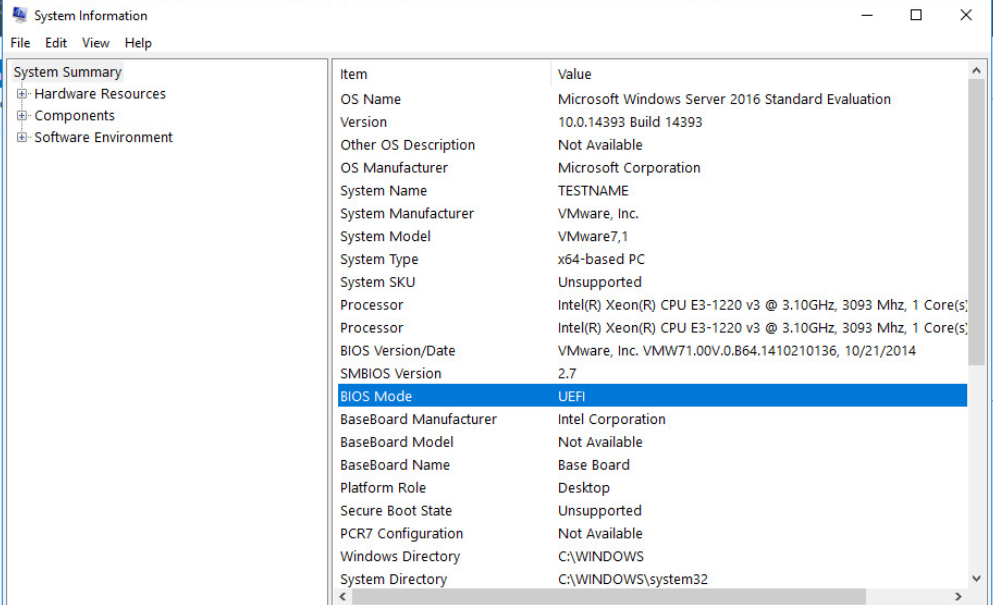 System Information
File Edit View Help
System Summary
Hardware Resources
Components
Software Environment
Item Value
OS Name Microsoft Windows Server 2016 Standard Evaluation
Version 10.0.14393 Build 14393
Other OS Description Not Available
OS Manufacturer Microsoft Corporation
System Name TESTNAME
System Manufacturer VMware, Inc.
System Model VMware7,1
System Type x64-based PC
System SKU Unsupported
Processor Intel(R) Xeon(R) CPU E3-1220 v3 @ 3.10GHz, 3093 Mhz, 1 Core(s)
Processor Intel(R) Xeon(R) CPU E3-1220 v3 @ 3.10GHz, 3093 Mhz, 1 Core(s)
BIOS Version/Date VMware, Inc. VMW71.00V.0.B64.1410210136, 10/21/2014
SMBIOS Version 2.7
BIOS Mode UEFI
BaseBoard Manufacturer Intel Corporation
BaseBoard Model Not Available
BaseBoard Name Base Board
Platform Role Desktop
Secure Boot State Unsupported
PCR7 Configuration Not Available
Windows Directory C:\WINDOWS
System Directory C:\WINDOWS\system32